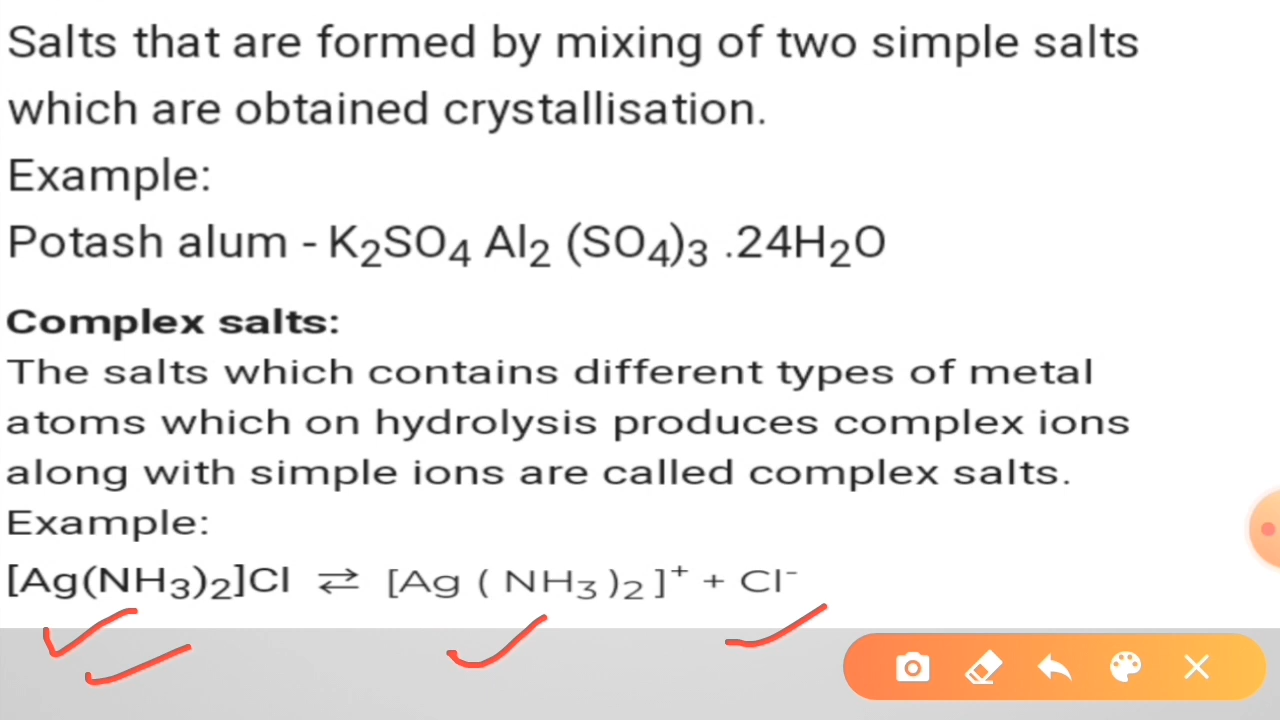 Salts that are formed by mixing of two simple salts
which are obtained crystallisation.
Example:
Potash alum - K₂SO₄ Al₂ (SO₄)₃ .24H₂O
Complex salts:
The salts which contains different types of metal
atoms which on hydrolysis produces complex ions
along with simple ions are called complex salts.
Example:
[Ag(NH₃)₂]Cl ⇄ [Ag ( NH₃ )₂ ]⁺ + Cl⁻